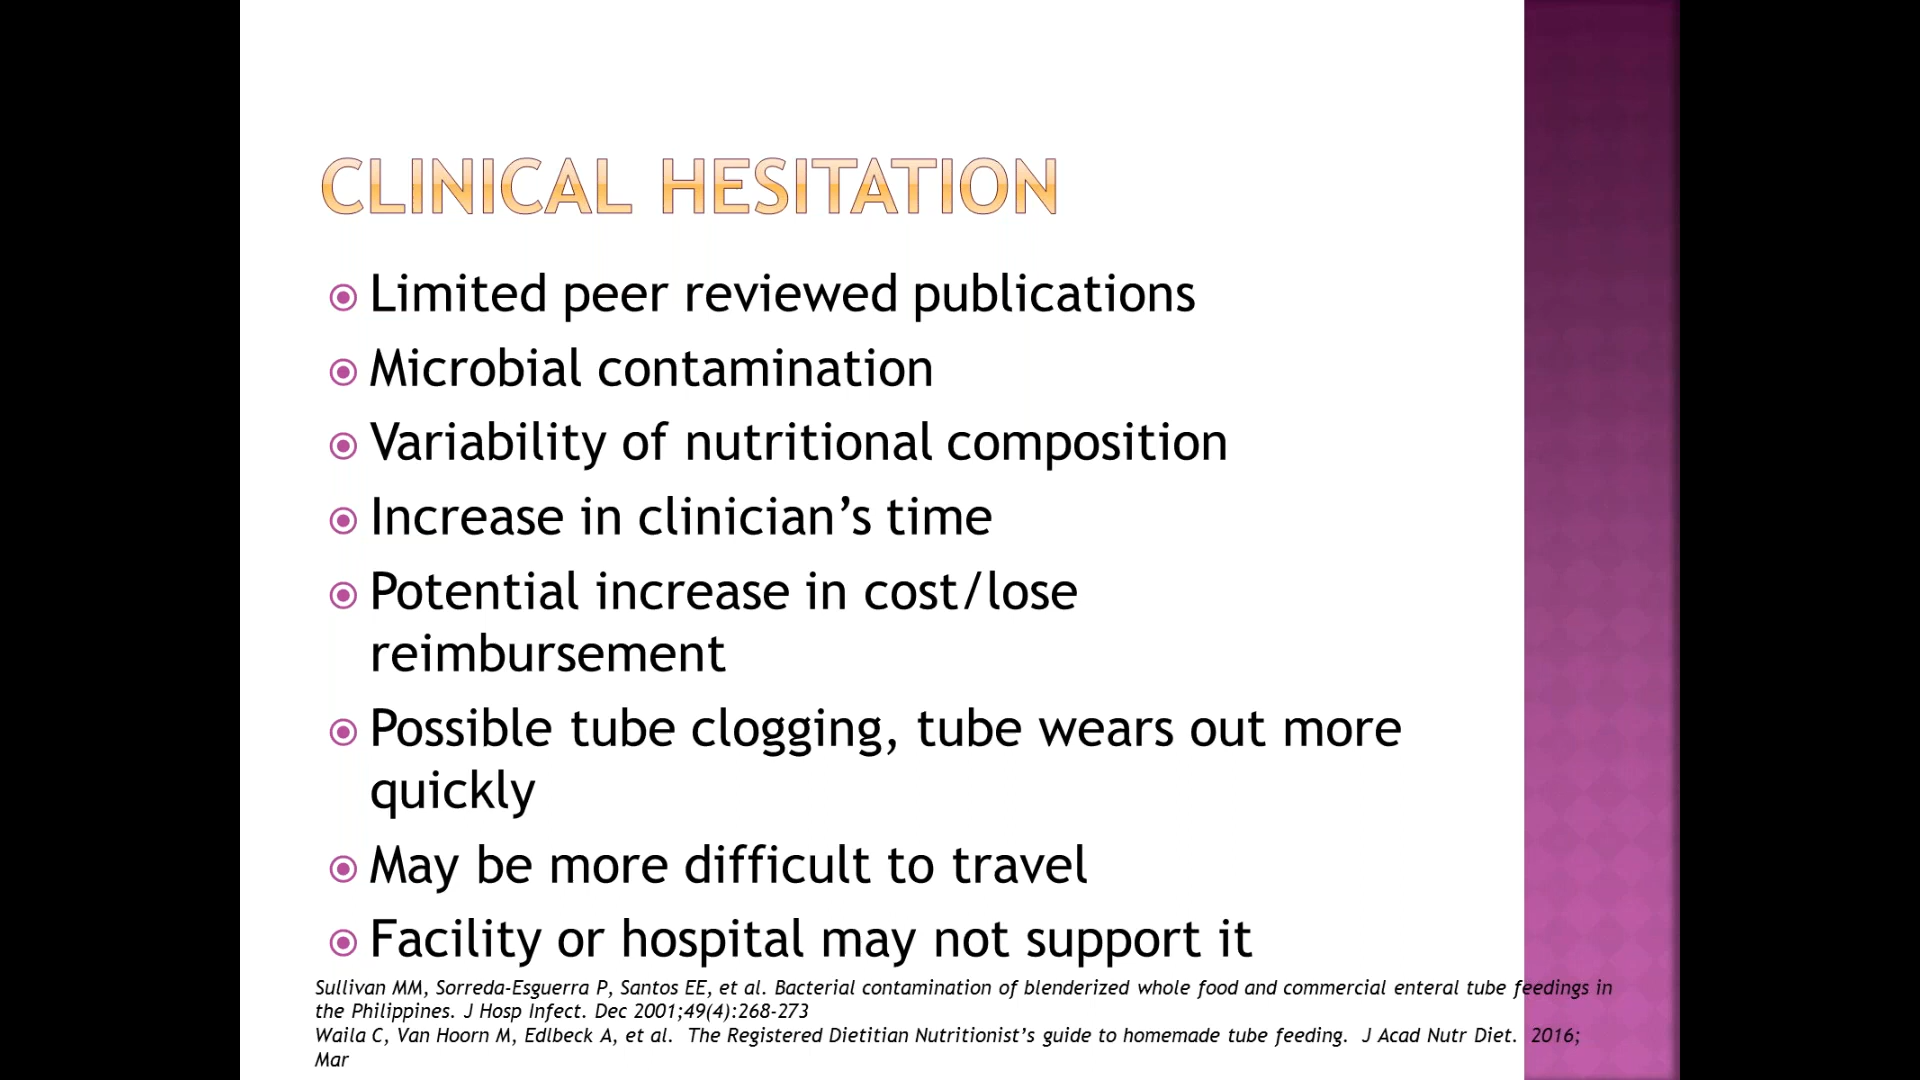 CLINICAL HESITATION
Limited peer reviewed publications
Microbial contamination
Variability of nutritional composition
Increase in clinician’s time
Potential increase in cost/lose
reimbursement
Possible tube clogging, tube wears out more
quickly
May be more difficult to travel
Facility or hospital may not support it
Sullivan MM, Sorreda-Esguerra P, Santos EE, et al. Bacterial contamination of blenderized whole food and commercial enteral tube feedings in
the Philippines. J Hosp Infect. Dec 2001;49(4):268-273
Waila C, Van Hoorn M, Edlbeck A, et al. The Registered Dietitian Nutritionist’s guide to homemade tube feeding. J Acad Nutr Diet. 2016;
Mar